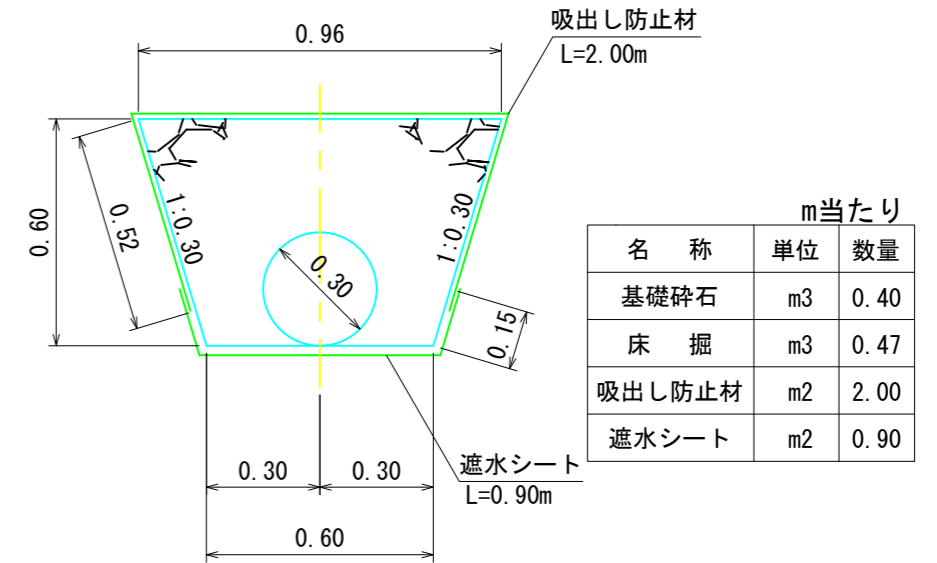 吸出し防止材
L=2.00m
0.96
0.60
0.52
1:0.30
0.30
1:0.30
0.15
0.30
0.30
0.60
遮水シート
L=0.90m
m当たり
名 称 単位 数量
基礎砕石 m3 0.40
床 掘 m3 0.47
吸出し防止材 m2 2.00
遮水シート m2 0.90